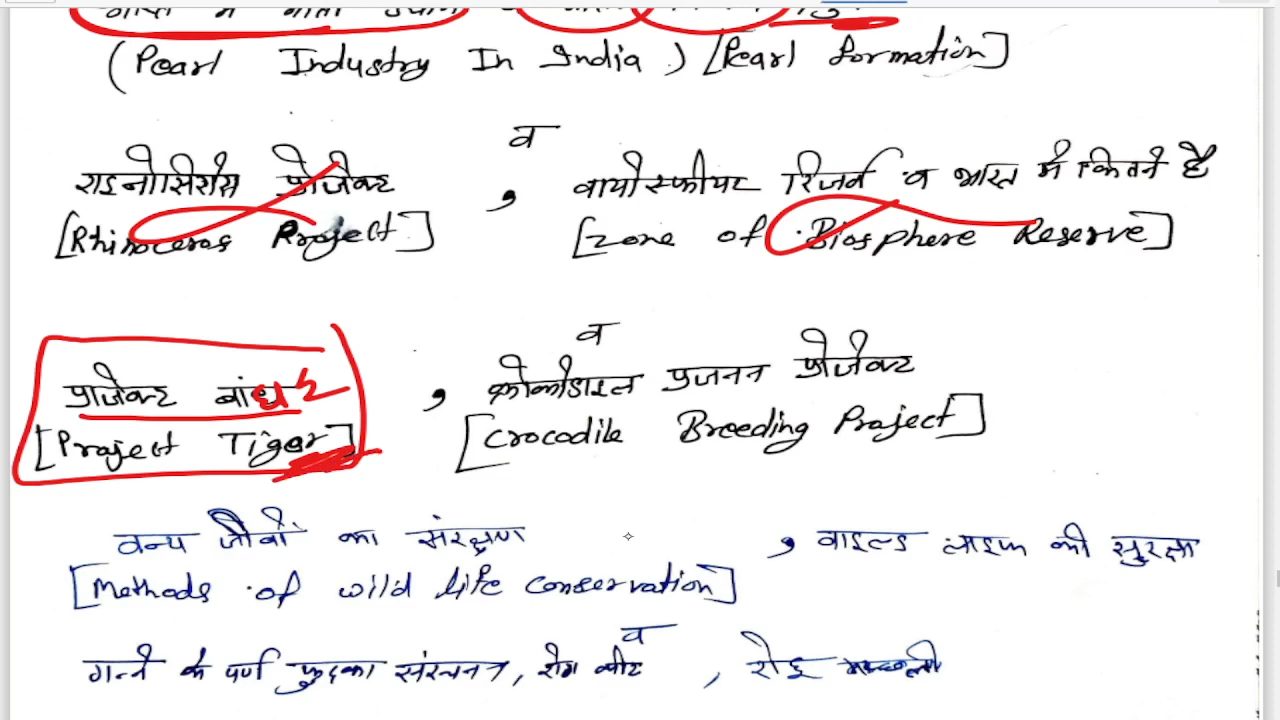 (Pearl Industry In India ) [Pearl formation]
व
राइनोसिरोस प्रोजेक्ट , वायोस्फीयर रिजर्व व भारत में कितने है
[Rhinoceros Project] [zone of Biosphere Reserve]
व
प्रोजेक्ट बांघ , क्रोकोडाइल प्रजनन प्रोजेक्ट
[Project Tiger] [Crocodile Breeding Project]
वन्य जीवों का संरक्षण , वाइल्ड लाइफ की सुरक्षा
[Methods of wild life conservation]
व
गन्ने के पर्ण फुदका संरचना, रोग कीट , रोहू मछली